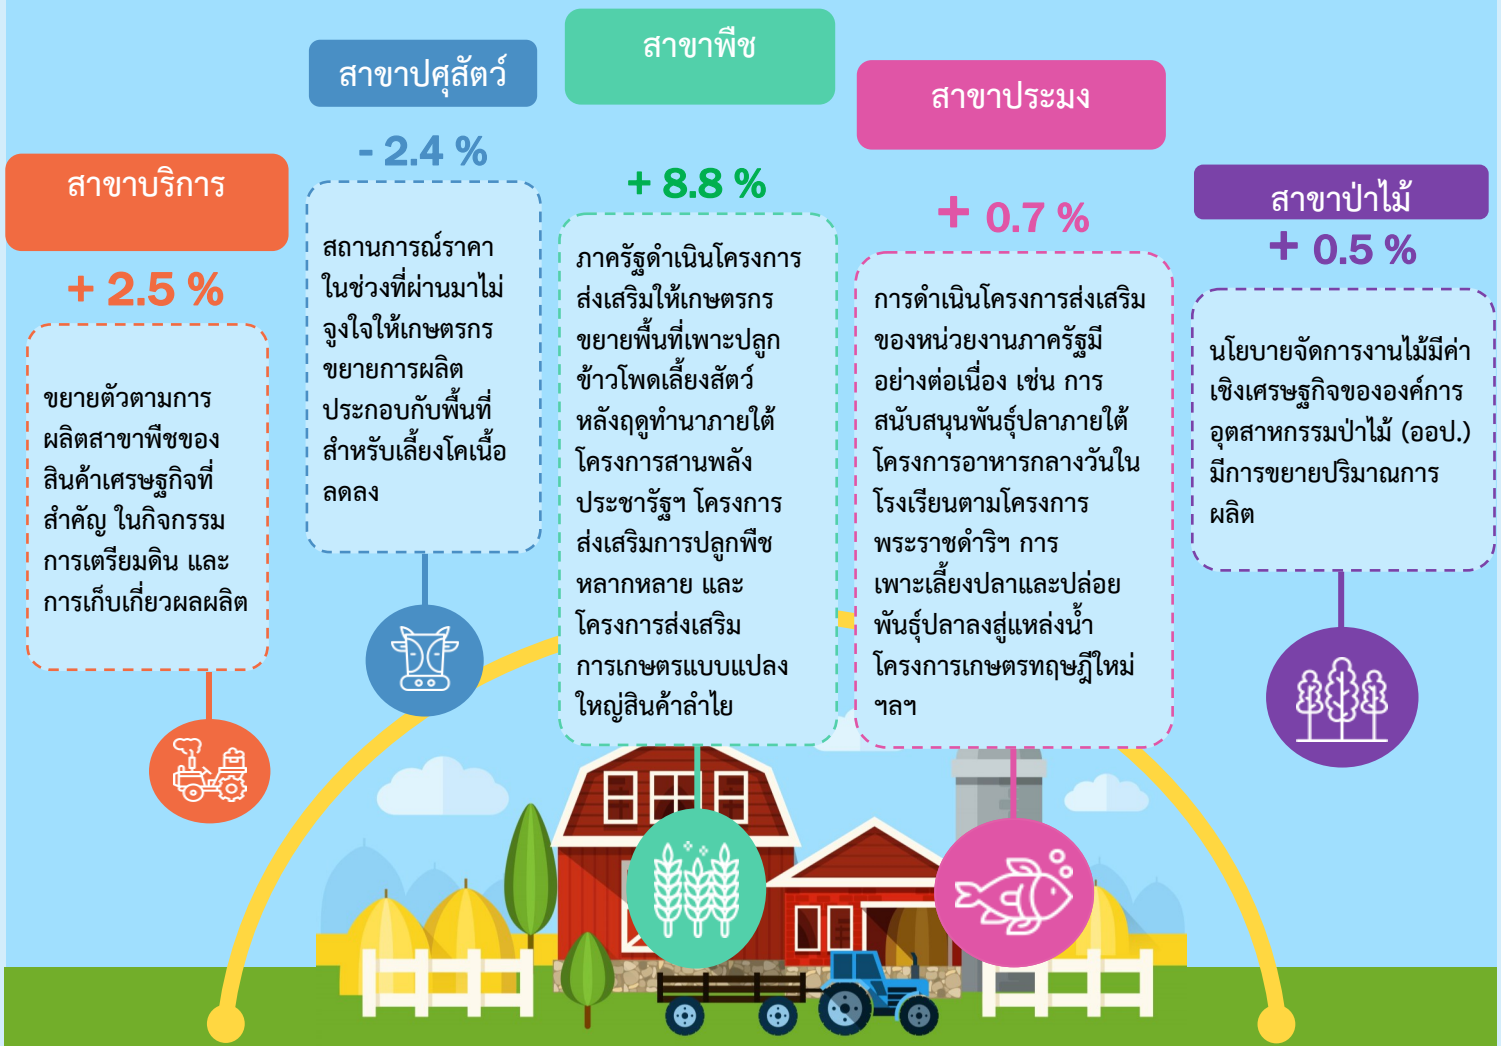 สาขาบริการ
+ 2.5 %
ขยายตัวตามการ
ผลิตสาขาพืชของ
สินค้าเศรษฐกิจที่
สำคัญ ในกิจกรรม
การเตรียมดิน และ
การเก็บเกี่ยวผลผลิต
สาขาปศุสัตว์
- 2.4 %
สถานการณ์ราคา
ในช่วงที่ผ่านมาไม่
จูงใจให้เกษตรกร
ขยายการผลิต
ประกอบกับพื้นที่
สำหรับเลี้ยงโคเนื้อ
ลดลง
สาขาพืช
+ 8.8 %
ภาครัฐดำเนินโครงการ
ส่งเสริมให้เกษตรกร
ขยายพื้นที่เพาะปลูก
ข้าวโพดเลี้ยงสัตว์
หลังฤดูทำนาภายใต้
โครงการสานพลัง
ประชารัฐฯ โครงการ
ส่งเสริมการปลูกพืช
หลากหลาย และ
โครงการส่งเสริม
การเกษตรแบบแปลง
ใหญ่สินค้าลำไย
สาขาประมง
+ 0.7 %
การดำเนินโครงการส่งเสริม
ของหน่วยงานภาครัฐมี
อย่างต่อเนื่อง เช่น การ
สนับสนุนพันธุ์ปลาภายใต้
โครงการอาหารกลางวันใน
โรงเรียนตามโครงการ
พระราชดำริฯ การ
เพาะเลี้ยงปลาและปล่อย
พันธุ์ปลาลงสู่แหล่งน้ำ
โครงการเกษตรทฤษฎีใหม่
ฯลฯ
สาขาป่าไม้
+ 0.5 %
นโยบายจัดการงานไม้มีค่า
เชิงเศรษฐกิจขององค์การ
อุตสาหกรรมป่าไม้ (ออป.)
มีการขยายปริมาณการ
ผลิต